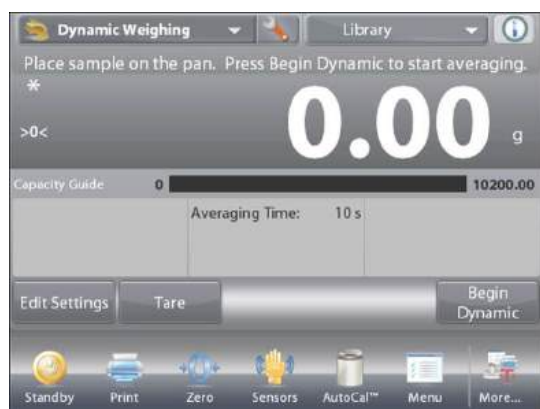 Dynamic Weighing Library
Place sample on the pan. Press Begin Dynamic to start averaging.
*
0.00 g
>0<
Capacity Guide 0 10200.00
Averaging Time: 10 s
Edit Settings Tare Begin Dynamic
Standby Print Zero Sensors AutoCal™ Menu More...